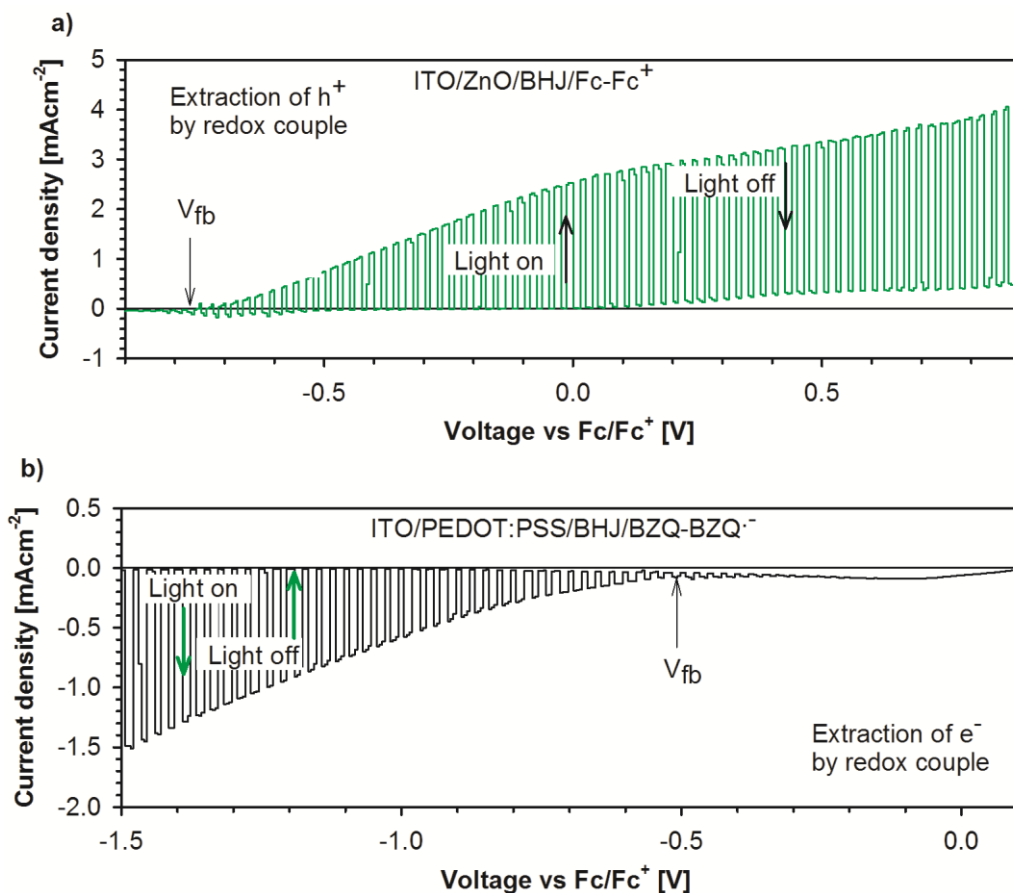 a)
ITO/ZnO/BHJ/Fc-Fc⁺
Extraction of h⁺
by redox couple
Current density [mAcm⁻²]
5
4
3
2
1
0
-1
V_fb
Light on
Light off
-0.5
0.0
0.5
Voltage vs Fc/Fc⁺ [V]
b)
ITO/PEDOT:PSS/BHJ/BZQ-BZQ·⁻
Current density [mAcm⁻²]
0.5
0.0
-0.5
-1.0
-1.5
-2.0
Light on
Light off
V_fb
Extraction of e⁻
by redox couple
-1.5
-1.0
-0.5
0.0
Voltage vs Fc/Fc⁺ [V]